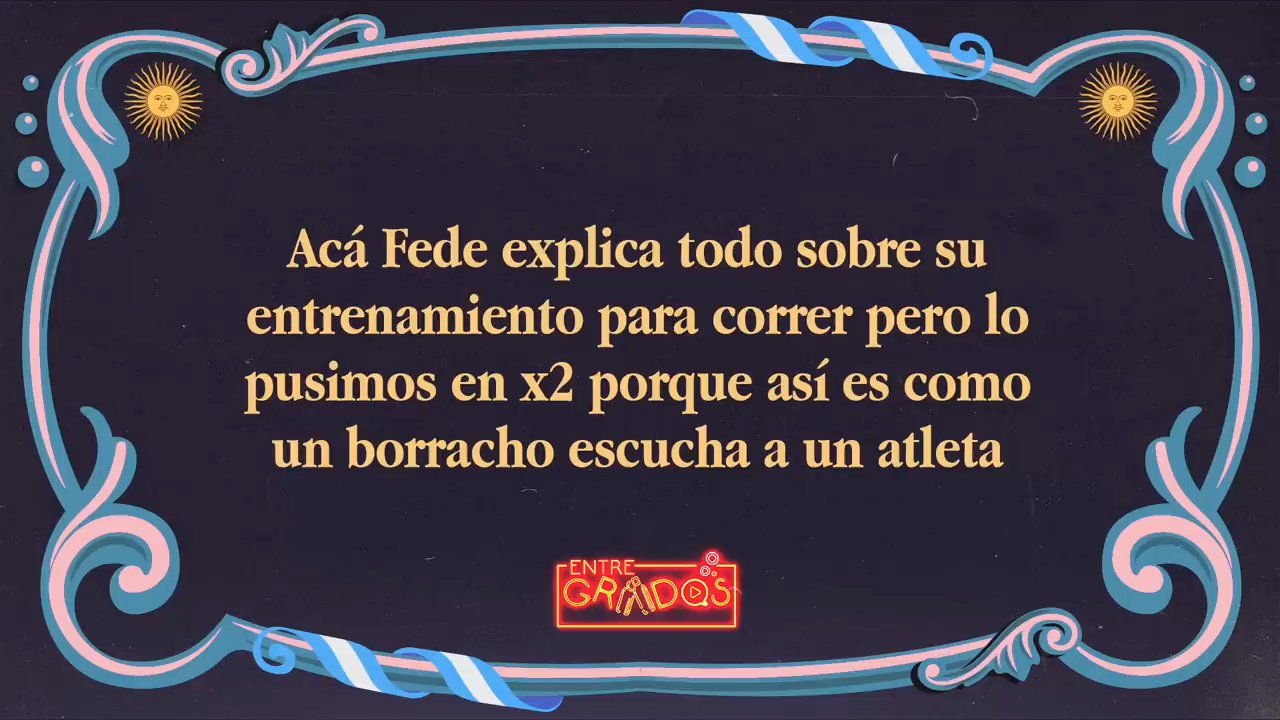 Acá Fede explica todo sobre su
entrenamiento para correr pero lo
pusimos en x2 porque así es como
un borracho escucha a un atleta
ENTRE
GRADOS